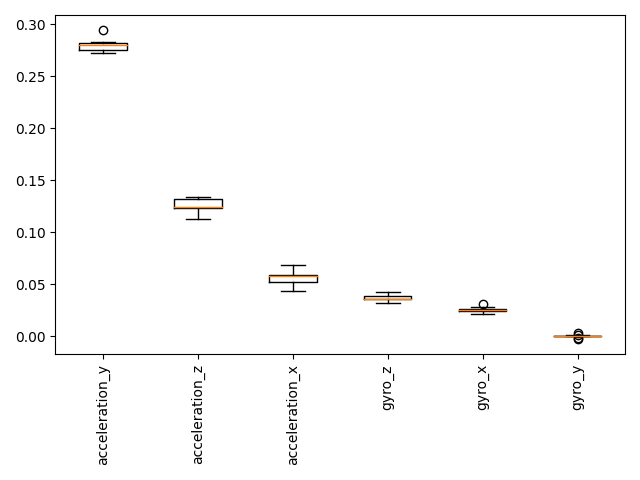 0.30
0.25
0.20
0.15
0.10
0.05
0.00
acceleration_y
acceleration_z
acceleration_x
gyro_z
gyro_x
gyro_y